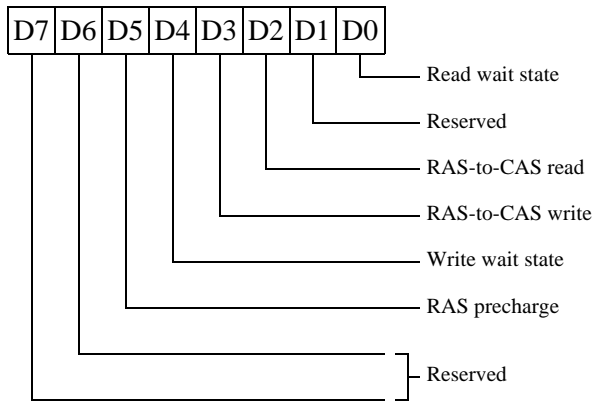 D7 D6 D5 D4 D3 D2 D1 D0
Read wait state
Reserved
RAS-to-CAS read
RAS-to-CAS write
Write wait state
RAS precharge
Reserved